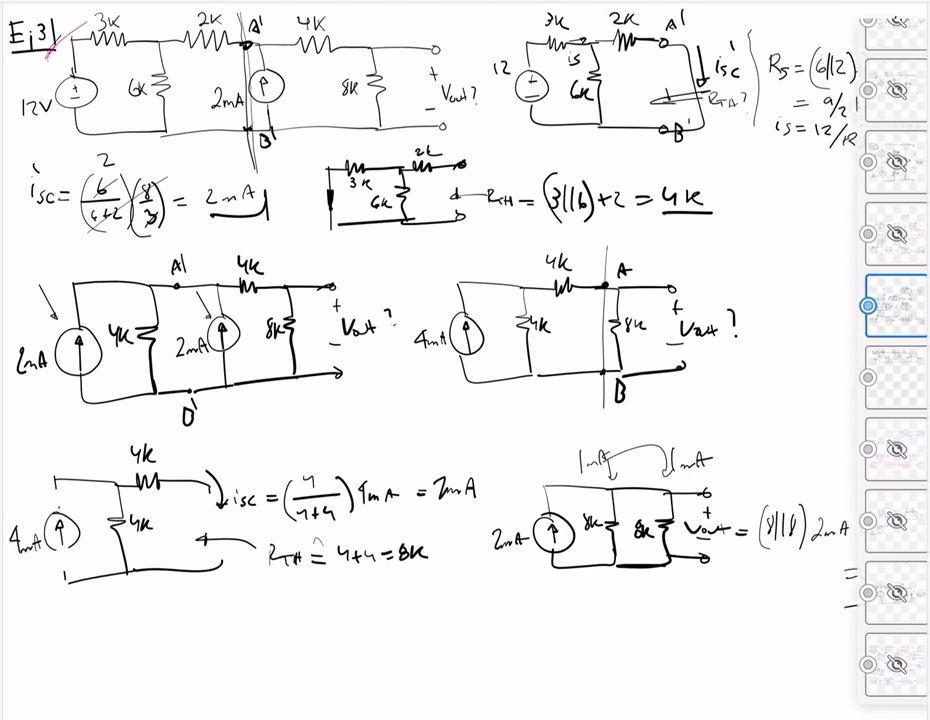 Ej3|
3K 2K A' 4K
12V 6K 2mA 8K + Vout? -
B'
3K 2K A'
12 is 6K isc' RTH?
B'
RS = (6||2)
= 9/2
is = 12/
isc' = (6/(6+2)) (8/3) = 2mA
2
3K 2K
6K RTH = (3||6)+2 = 4K
A' 4K
2mA 4K 2mA 8K + Vout? -
4K A
4mA 4K 8K + Vout? -
B
4K
4mA 4K isc = (4/(4+4)) 4mA = 2mA
RTH = 4+4 = 8K
1mA 1mA
2mA 8K 8K + Vout - = (8||8) 2mA
=